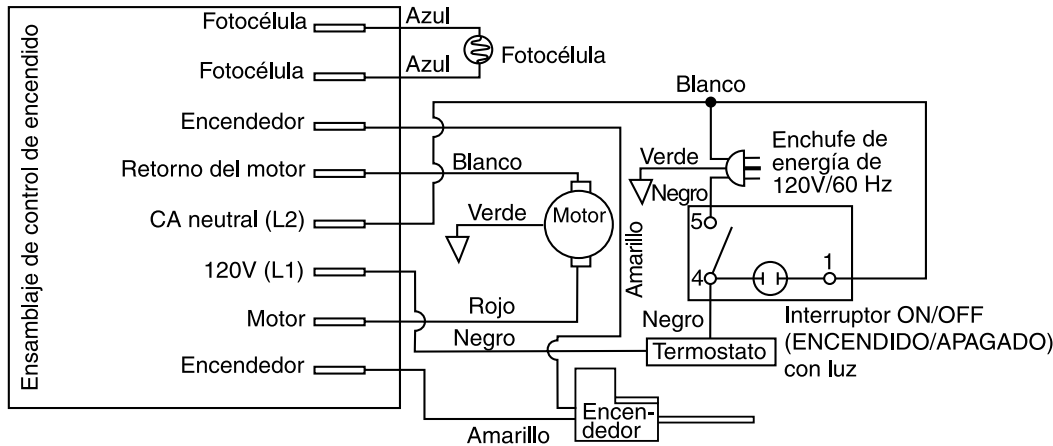 Ensamblaje de control de encendido
Fotocélula
Azul
Fotocélula
Azul
Fotocélula
Encendedor
Retorno del motor
Blanco
CA neutral (L2)
Verde
Motor
120V (L1)
Motor
Rojo
Negro
Encendedor
Amarillo
Amarillo
Encen-
dedor
Blanco
Verde
Negro
Enchufe de
energía de
120V/60 Hz
5
4
1
Negro
Termostato
Interruptor ON/OFF
(ENCENDIDO/APAGADO)
con luz